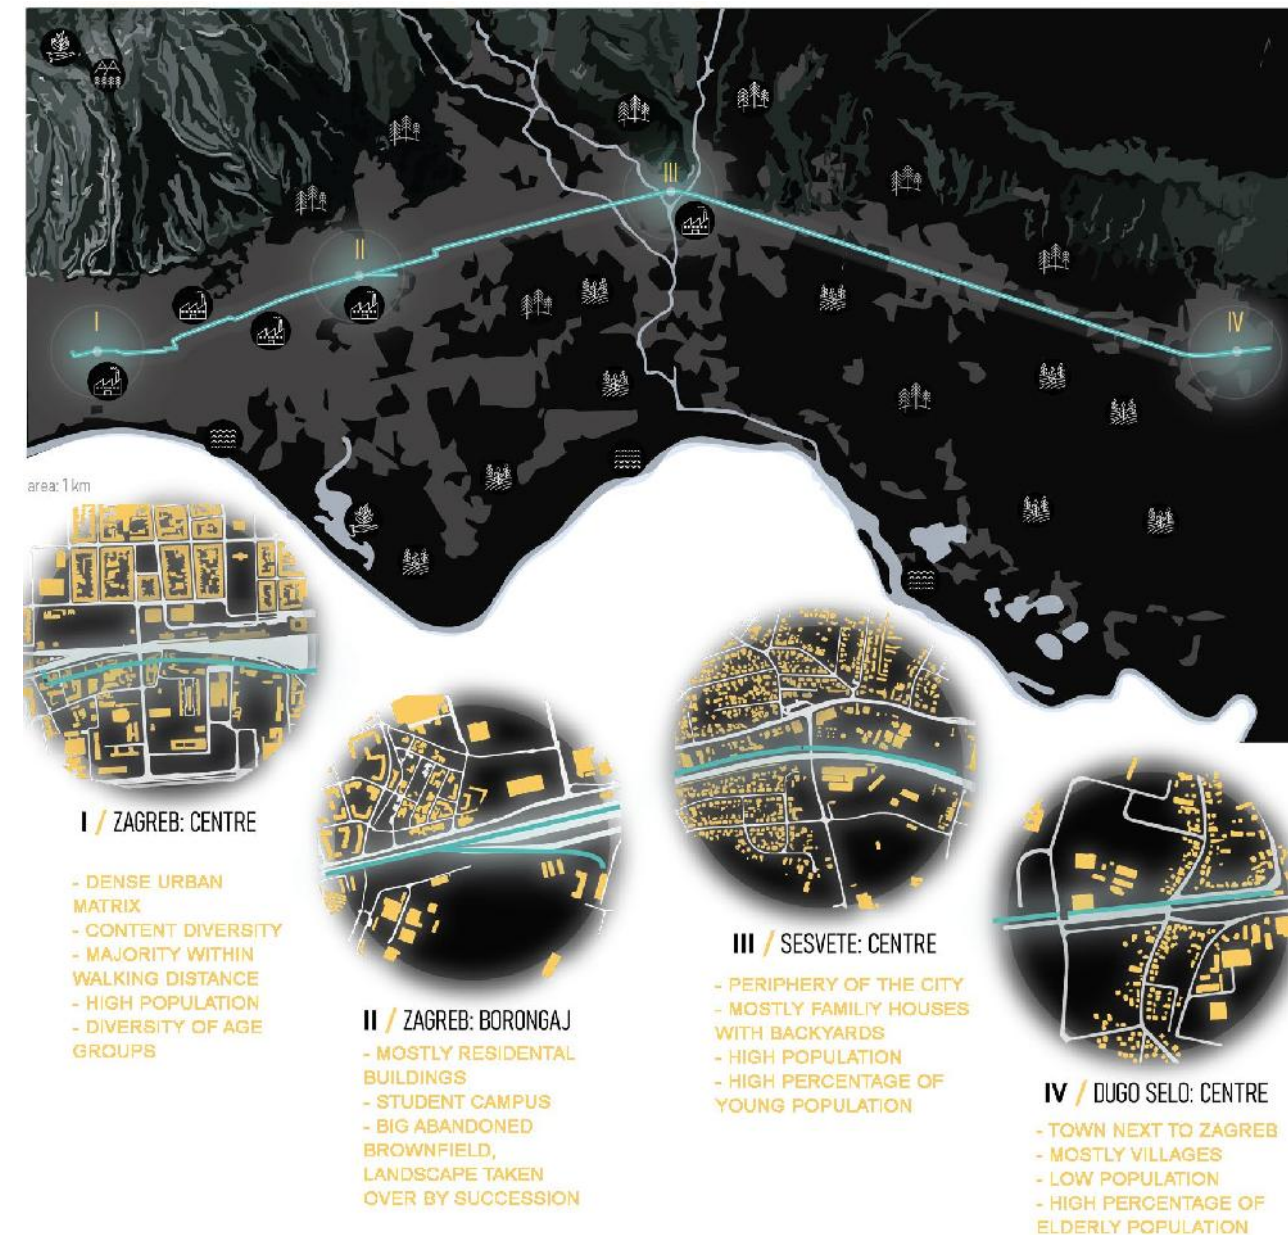 I
II
III
IV
area: 1 km
I / ZAGREB: CENTRE
- DENSE URBAN
MATRIX
- CONTENT DIVERSITY
- MAJORITY WITHIN
WALKING DISTANCE
- HIGH POPULATION
- DIVERSITY OF AGE
GROUPS
II / ZAGREB: BORONGAJ
- MOSTLY RESIDENTAL
BUILDINGS
- STUDENT CAMPUS
- BIG ABANDONED
BROWNFIELD,
LANDSCAPE TAKEN
OVER BY SUCCESSION
III / SESVETE: CENTRE
- PERIPHERY OF THE CITY
- MOSTLY FAMILIY HOUSES
WITH BACKYARDS
- HIGH POPULATION
- HIGH PERCENTAGE OF
YOUNG POPULATION
IV / DUGO SELO: CENTRE
- TOWN NEXT TO ZAGREB
- MOSTLY VILLAGES
- LOW POPULATION
- HIGH PERCENTAGE OF
ELDERLY POPULATION